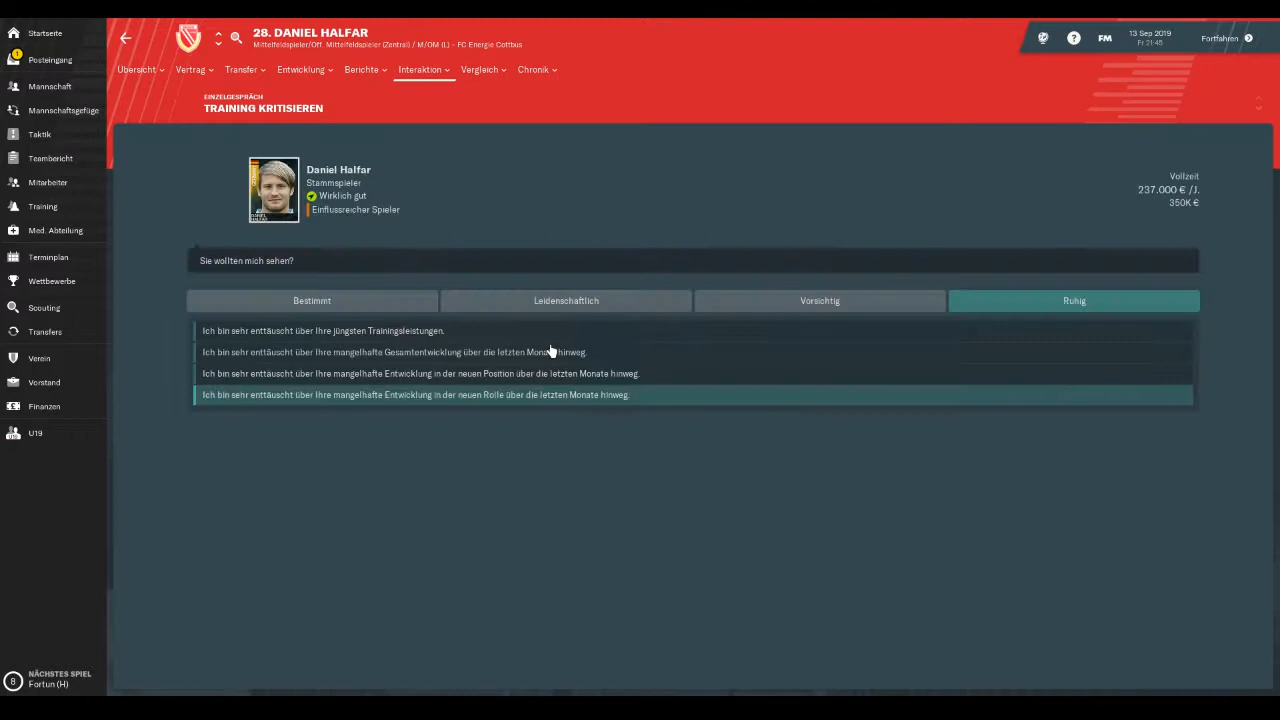 Startseite
1
Posteingang
Mannschaft
Mannschaftsgefüge
Taktik
Teambericht
Mitarbeiter
Training
Med. Abteilung
Terminplan
Wettbewerbe
Scouting
Transfers
Verein
Vorstand
Finanzen
U19
U19
8
NÄCHSTES SPIEL
Fortun (H)
28. DANIEL HALFAR
Mittelfeldspieler/Off. Mittelfeldspieler (Zentral) / M/OM (L) - FC Energie Cottbus
?
FM
13 Sep 2019
Fr 21:45
Fortfahren
Übersicht
Vertrag
Transfer
Entwicklung
Berichte
Interaktion
Vergleich
Chronik
EINZELGESPRÄCH
TRAINING KRITISIEREN
Daniel Halfar
Stammspieler
Wirklich gut
Einflussreicher Spieler
Vollzeit
237.000 € /J.
350K €
Sie wollten mich sehen?
Bestimmt
Leidenschaftlich
Vorsichtig
Ruhig
Ich bin sehr enttäuscht über Ihre jüngsten Trainingsleistungen.
Ich bin sehr enttäuscht über Ihre mangelhafte Gesamtentwicklung über die letzten Monate hinweg.
Ich bin sehr enttäuscht über Ihre mangelhafte Entwicklung in der neuen Position über die letzten Monate hinweg.
Ich bin sehr enttäuscht über Ihre mangelhafte Entwicklung in der neuen Rolle über die letzten Monate hinweg.